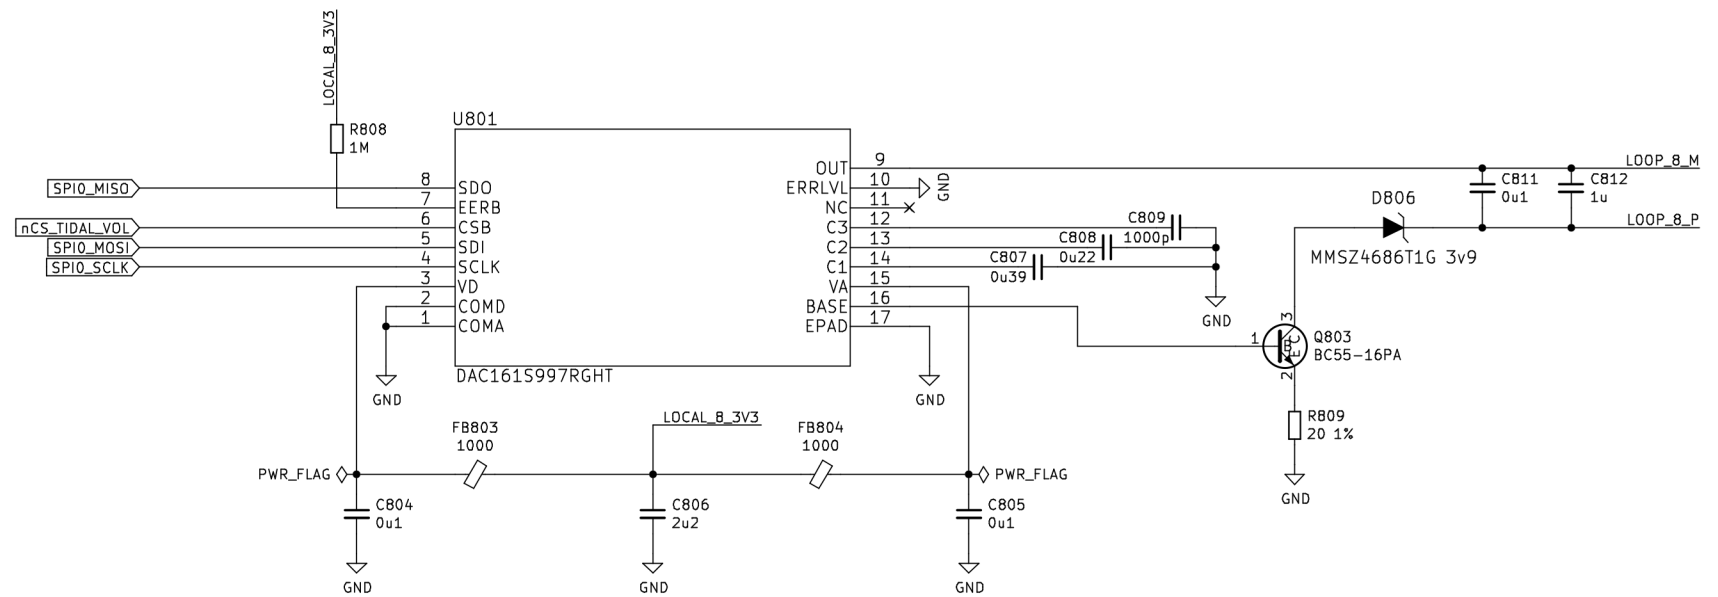 LOCAL_8_3V3
R808
1M
U801
SPI0_MISO
nCS_TIDAL_VOL
SPI0_MOSI
SPI0_SCLK
8 SDO
7 EERB
6 CSB
5 SDI
4 SCLK
3 VD
2 COMD
1 COMA
OUT 9
ERRLVL 10
NC 11
C3 12
C2 13
C1 14
VA 15
BASE 16
EPAD 17
DAC161S997RGHT
GND
GND
GND
C809
1000p
C808
0u22
C807
0u39
GND
LOOP_8_M
C811
0u1
C812
1u
D806
LOOP_8_P
MMSZ4686T1G 3v9
3
1
B
C
E
2
Q803
BC55-16PA
R809
20 1%
GND
LOCAL_8_3V3
FB803
1000
FB804
1000
PWR_FLAG
PWR_FLAG
C804
0u1
C806
2u2
C805
0u1
GND
GND
GND